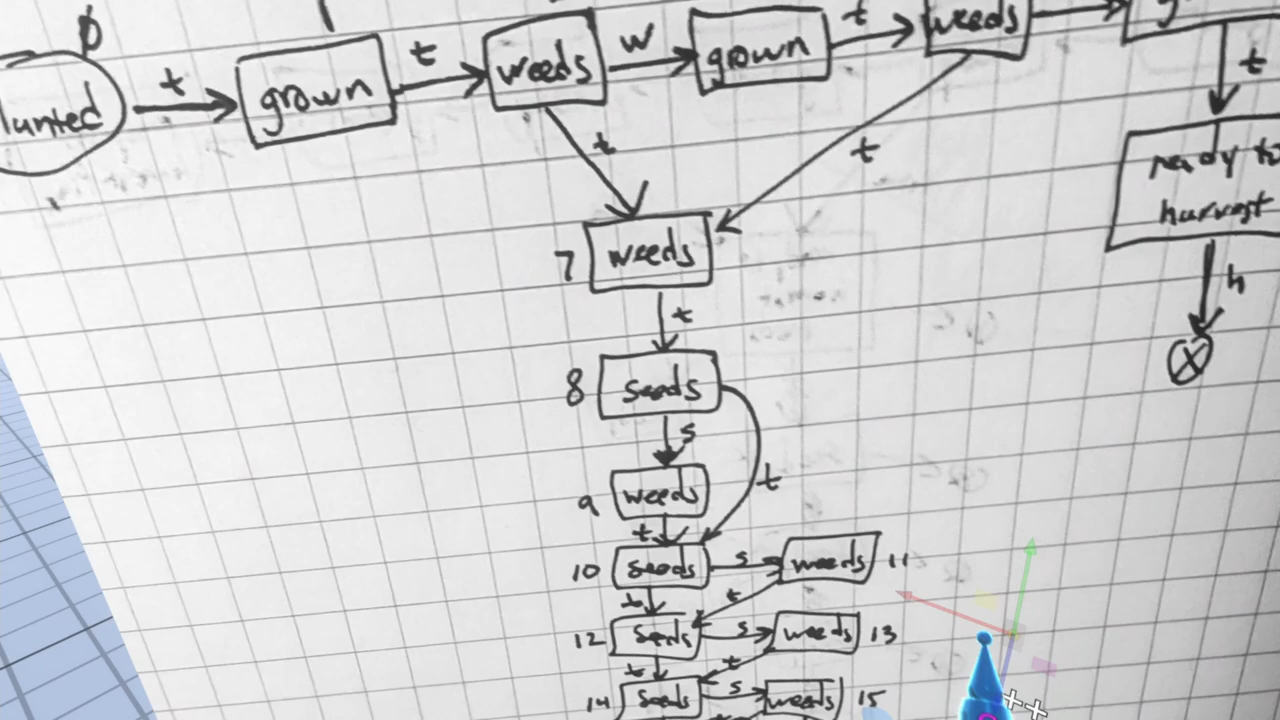 0
t
grown
t
weeds
w
grown
t
weeds
t
t
t
ready to
harvest
h
7 weeds
t
8 seeds
s
t
9 weeds
t
10 seeds s weeds 11
t t
12 seeds s weeds 13
t t
14 seeds s weeds 15
++